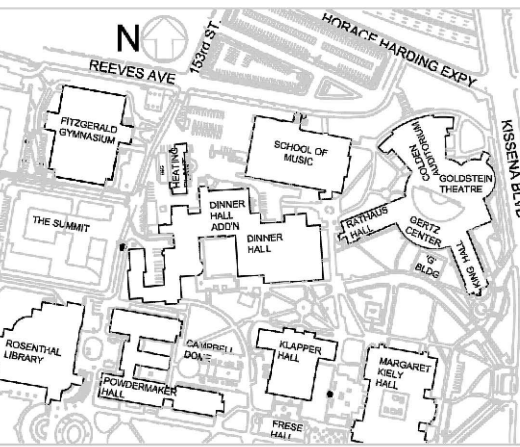 HORACE HARDING EXPY
N
153rd ST.
REEVES AVE
KISSENA BLVD
FITZGERALD
GYMNASIUM
HEATING
PLANT
SCHOOL OF
MUSIC
COLDEN
AUDITORIUM
GOLDSTEIN
THEATRE
THE SUMMIT
DINNER
HALL
ADD'N
DINNER
HALL
RATHAUS
HALL
GERTZ
CENTER
KING HALL
'G'
BLDG
ROSENTHAL
LIBRARY
CAMPBELL
DOME
POWDERMAKER
HALL
KLAPPER
HALL
MARGARET
KIELY
HALL
FRESE
HALL